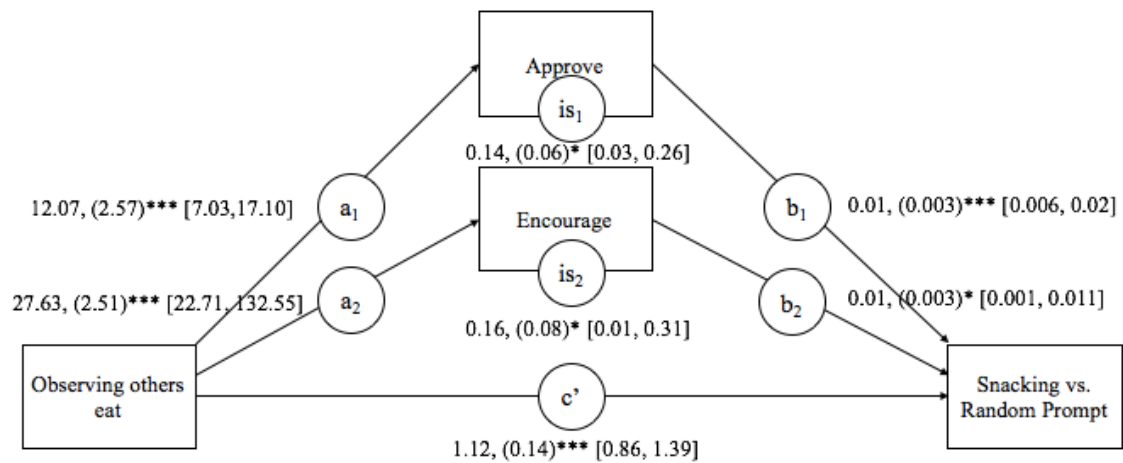 Approve
is₁
0.14, (0.06)* [0.03, 0.26]
12.07, (2.57)*** [7.03,17.10]
a₁
b₁
0.01, (0.003)*** [0.006, 0.02]
Encourage
is₂
27.63, (2.51)*** [22.71, 132.55]
a₂
b₂
0.01, (0.003)* [0.001, 0.011]
0.16, (0.08)* [0.01, 0.31]
Observing others
eat
c’
Snacking vs.
Random Prompt
1.12, (0.14)*** [0.86, 1.39]